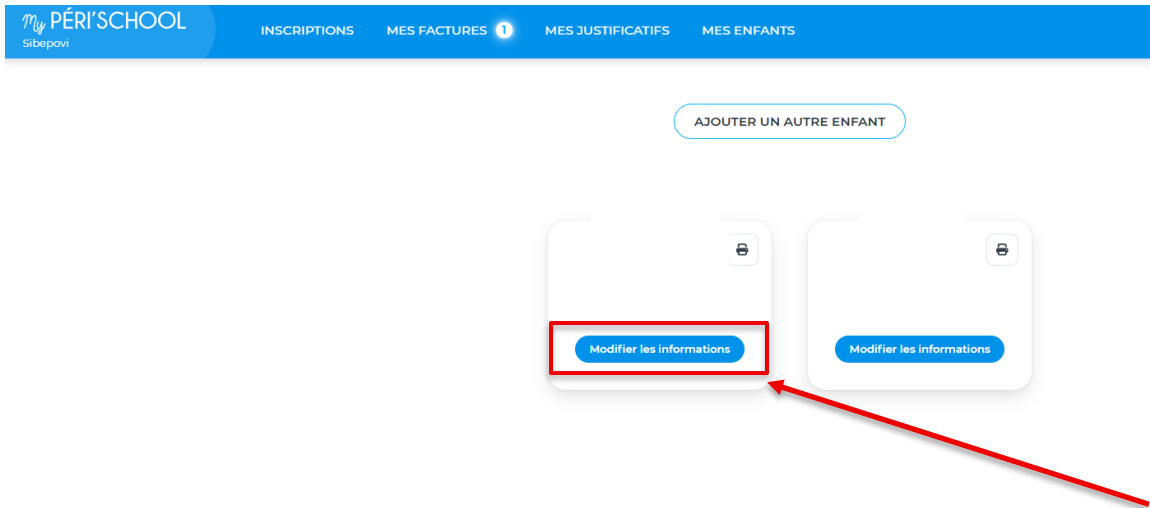 My PÉRI'SCHOOL
Sibepovi
INSCRIPTIONS MES FACTURES 1 MES JUSTIFICATIFS MES ENFANTS
AJOUTER UN AUTRE ENFANT
Modifier les informations Modifier les informations